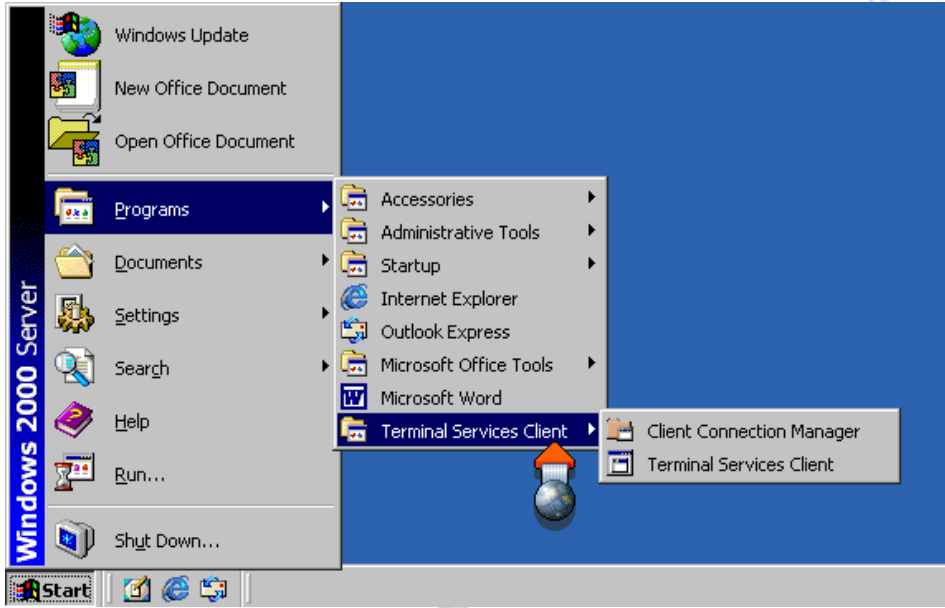 Windows Update
New Office Document
Open Office Document
Programs
Documents
Settings
Search
Help
Run...
Shut Down...
Windows 2000 Server
Accessories
Administrative Tools
Startup
Internet Explorer
Outlook Express
Microsoft Office Tools
Microsoft Word
Terminal Services Client
Client Connection Manager
Terminal Services Client
Start